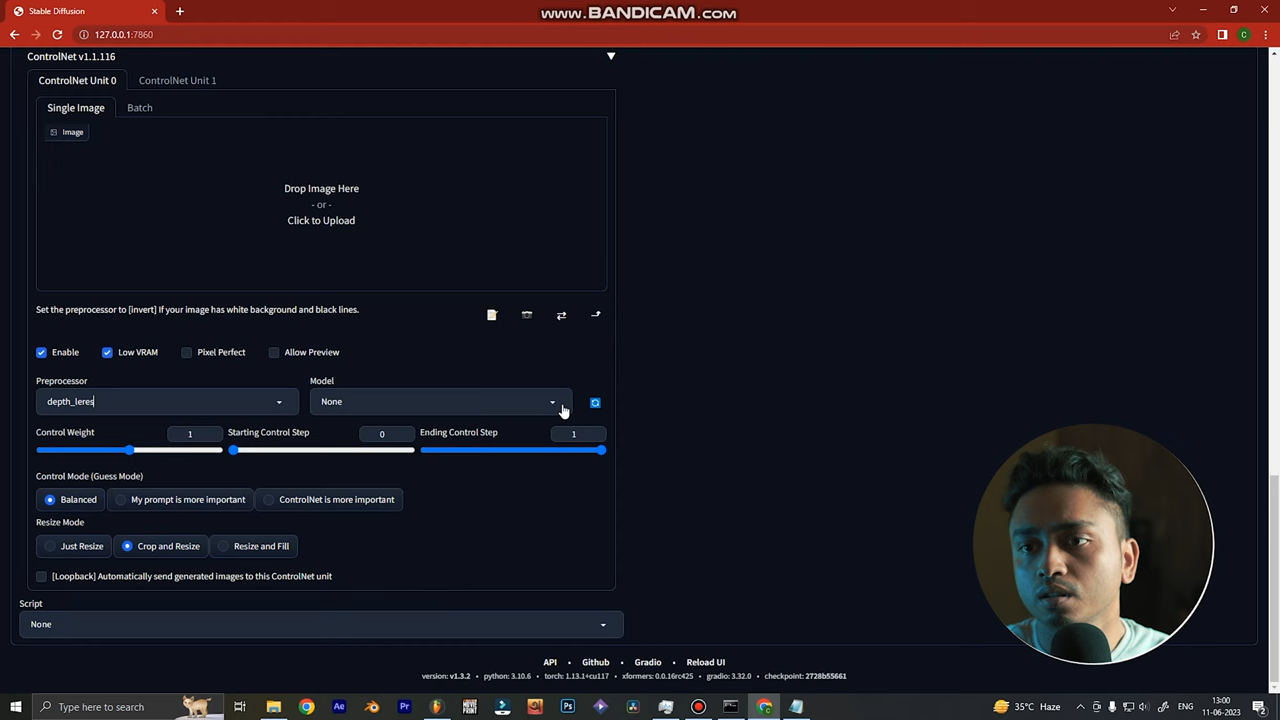 www.BANDICAM.com
Stable Diffusion
127.0.0.1:7860
ControlNet v1.1.116
ControlNet Unit 0 ControlNet Unit 1
Single Image Batch
Image
Drop Image Here
- or -
Click to Upload
Set the preprocessor to [invert] If your image has white background and black lines.
Enable Low VRAM Pixel Perfect Allow Preview
Preprocessor Model
depth_leres None
Control Weight 1 Starting Control Step 0 Ending Control Step 1
Control Mode (Guess Mode)
Balanced My prompt is more important ControlNet is more important
Resize Mode
Just Resize Crop and Resize Resize and Fill
[Loopback] Automatically send generated images to this ControlNet unit
Script
None
API • Github • Gradio • Reload UI
version: v1.3.2 • python: 3.10.6 • torch: 1.13.1+cu117 • xformers: 0.0.16rc425 • gradio: 3.32.0 • checkpoint: 2728b55661
Type here to search
35°C Haze
ENG
13:00
11-06-2023